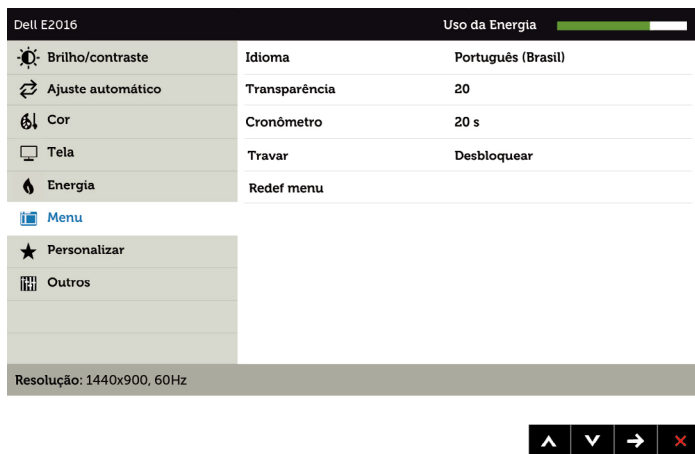 Dell E2016 Uso da Energia
Brilho/contraste Idioma Português (Brasil)
Ajuste automático Transparência 20
Cor Cronômetro 20 s
Tela Travar Desbloquear
Energia Redef menu
Menu
Personalizar
Outros
Resolução: 1440x900, 60Hz